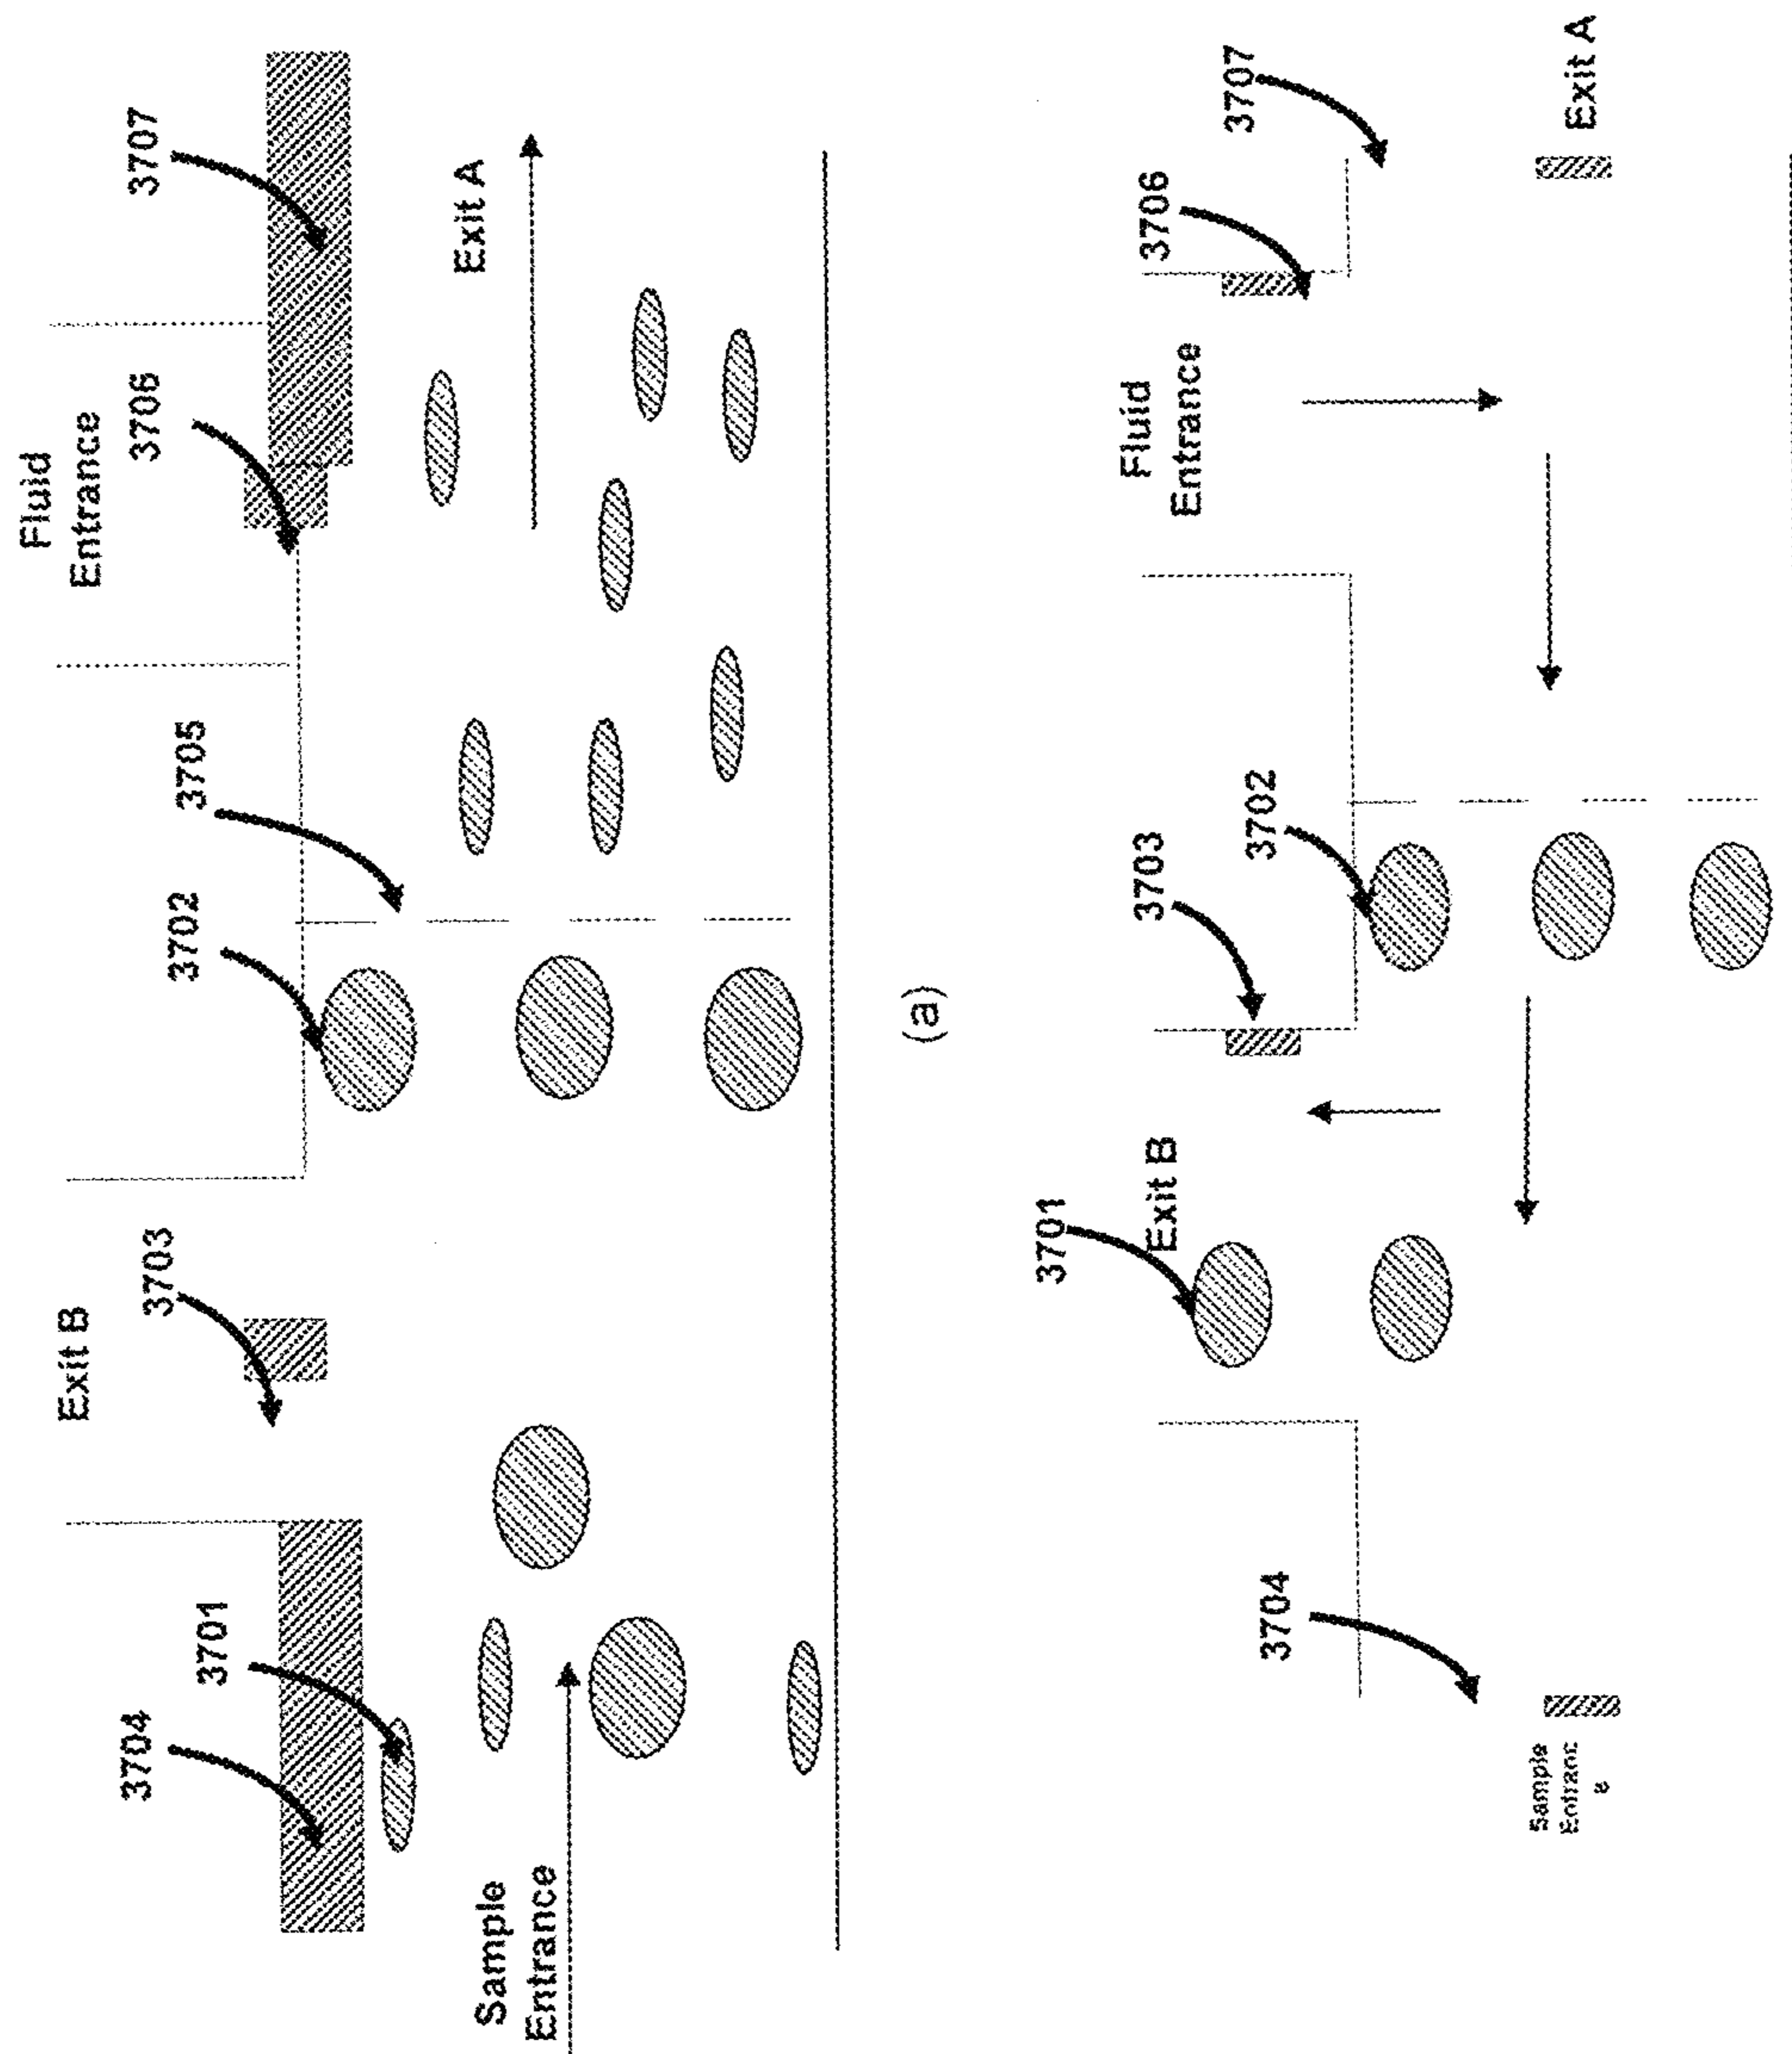 Fluid
Entrance
3707
3706
Exit B
3705
3702
3703
3704
3701
Exit A
Sample
Entrance
(a)
3707
3706
Fluid
Entrance
3703
3702
3701
Exit B
3704
Exit A
Sample
Entranc
e